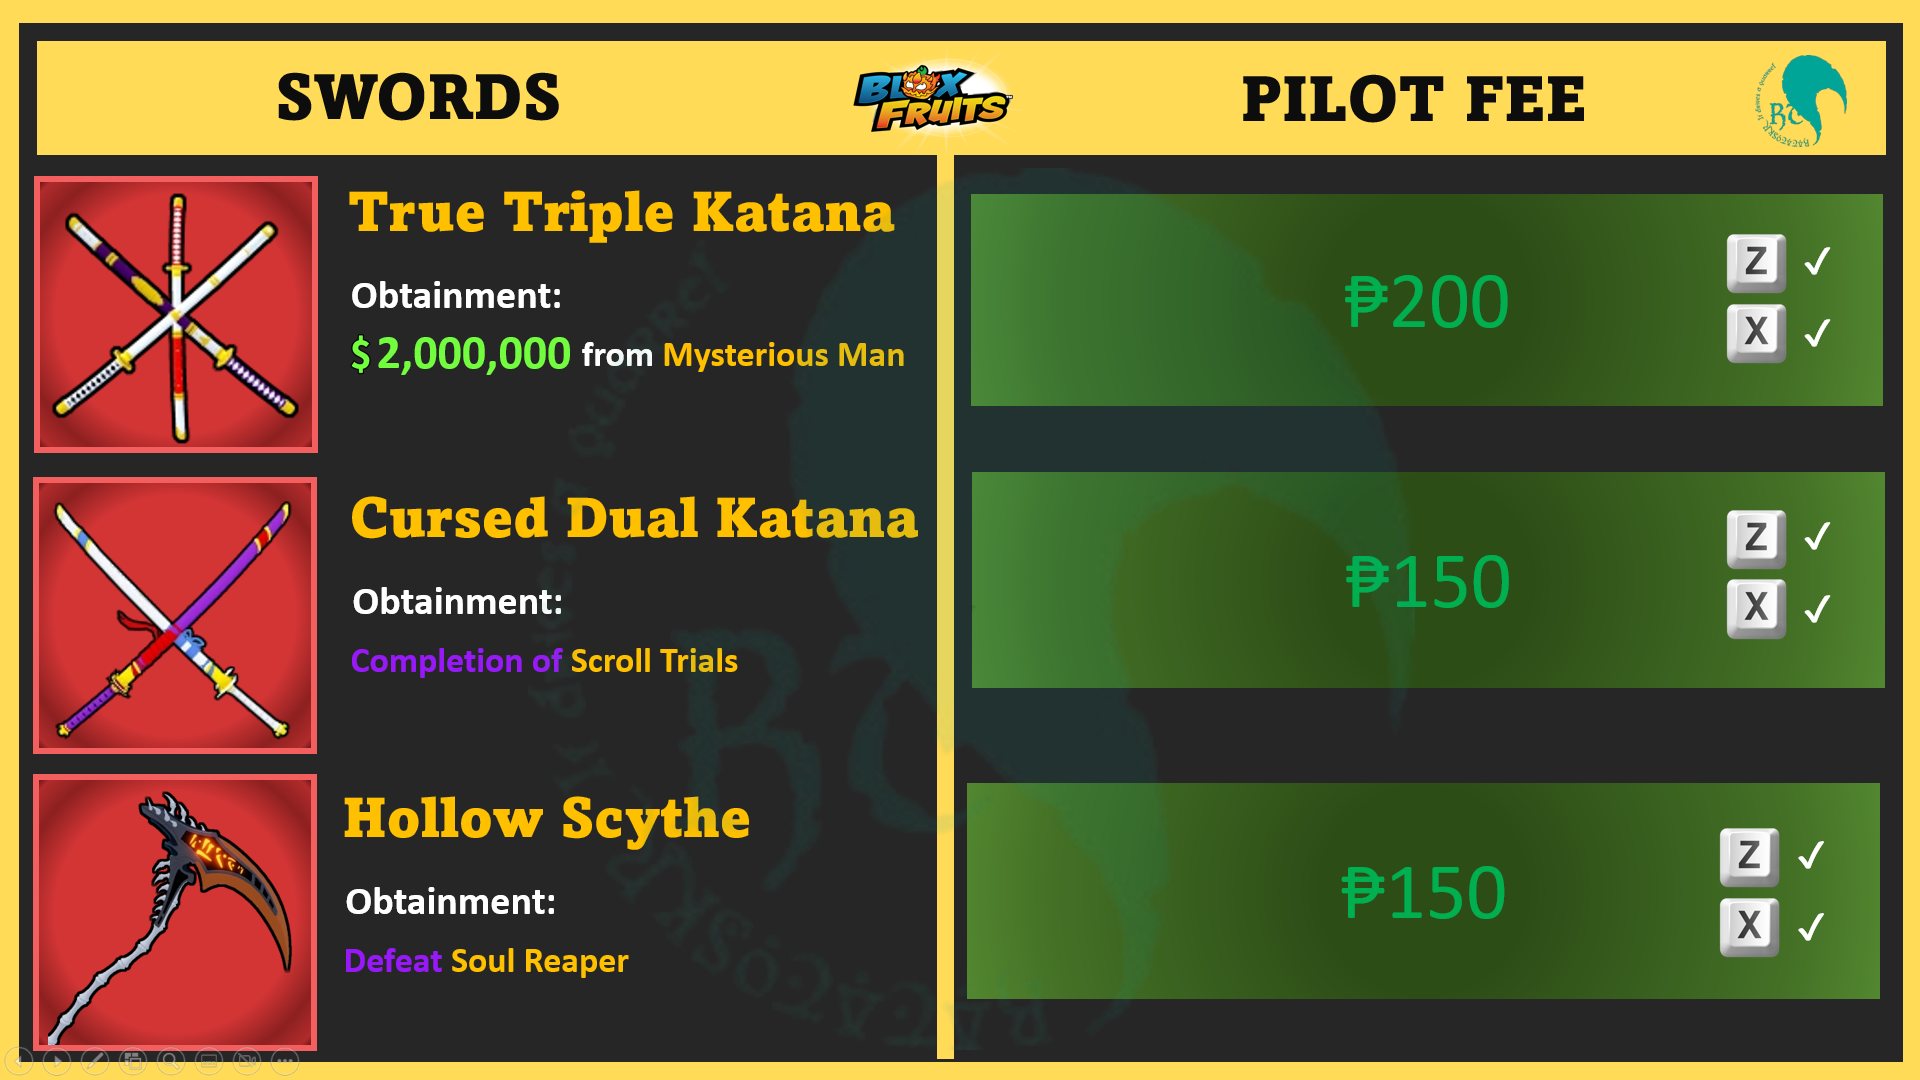 SWORDS
BLOX
FRUITS
PILOT FEE
RC
True Triple Katana
Obtainment:
$2,000,000 from Mysterious Man
₱200
Z ✓
X ✓
Cursed Dual Katana
Obtainment:
Completion of Scroll Trials
₱150
Z ✓
X ✓
Hollow Scythe
Obtainment:
Defeat Soul Reaper
₱150
Z ✓
X ✓